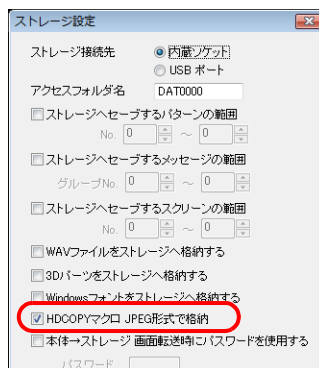 ストレージ設定
ストレージ接続先 内蔵ソケット
USB ポート
アクセスフォルダ名 DAT0000
ストレージへセーブするパターンの範囲
No. 0 ～ 0
ストレージへセーブするメッセージの範囲
グループNo. 0 ～ 0
ストレージへセーブするスクリーンの範囲
No. 0 ～ 0
WAVファイルをストレージへ格納する
3Dパーツをストレージへ格納する
Windowsフォントをストレージへ格納する
HDCOPYマクロ JPEG形式で格納
本体→ストレージ 画面転送時にパスワードを使用する
パスワード